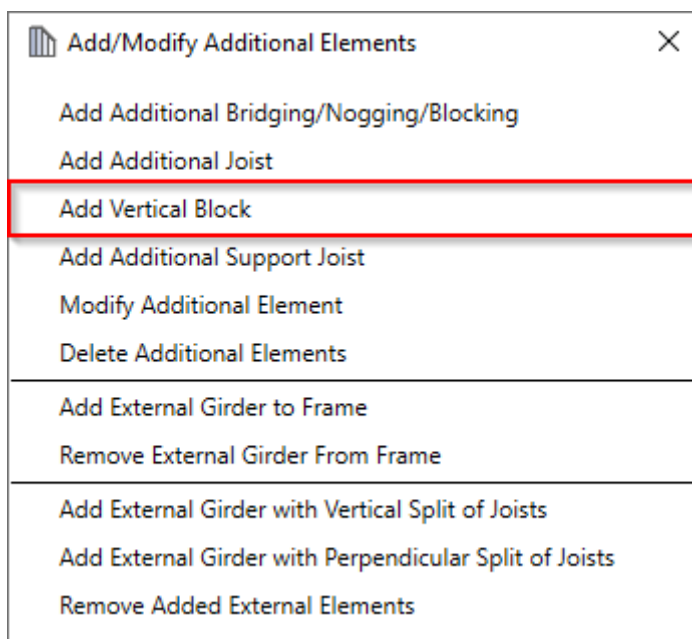 Add/Modify Additional Elements
Add Additional Bridging/Nogging/Blocking
Add Additional Joist
Add Vertical Block
Add Additional Support Joist
Modify Additional Element
Delete Additional Elements
Add External Girder to Frame
Remove External Girder From Frame
Add External Girder with Vertical Split of Joists
Add External Girder with Perpendicular Split of Joists
Remove Added External Elements